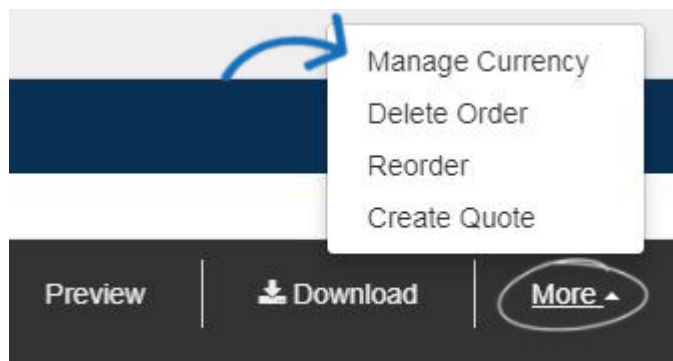 Manage Currency
Delete Order
Reorder
Create Quote
Preview
Download
More